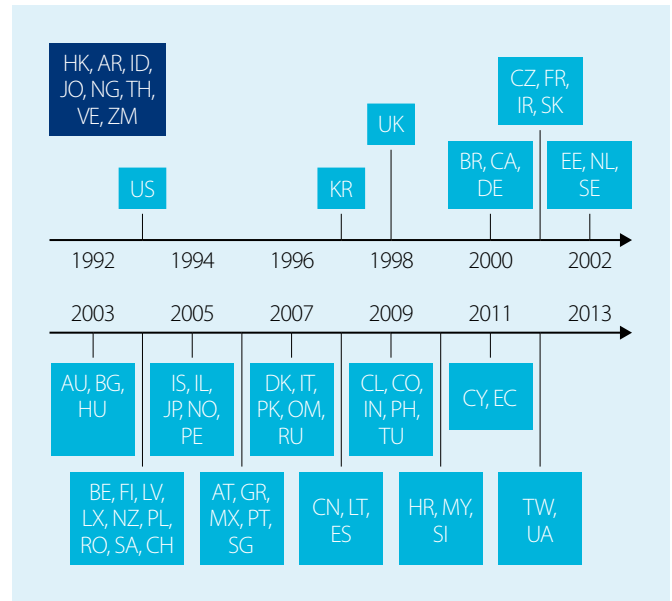 HK, AR, ID,
JO, NG, TH,
VE, ZM
CZ, FR,
IR, SK
UK
BR, CA,
DE
EE, NL,
SE
US
KR
1992
1994
1996
1998
2000
2002
2003
2005
2007
2009
2011
2013
AU, BG,
HU
IS, IL,
JP, NO,
PE
DK, IT,
PK, OM,
RU
CL, CO,
IN, PH,
TU
CY, EC
BE, FI, LV,
LX, NZ, PL,
RO, SA, CH
AT, GR,
MX, PT,
SG
CN, LT,
ES
HR, MY,
SI
TW,
UA